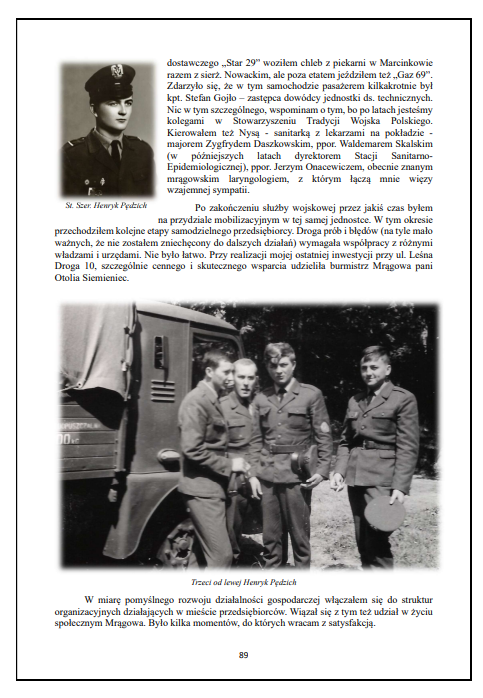 dostawczego „Star 29” woziłem chleb z piekarni w Marcinkowie
razem z sierż. Nowackim, ale poza etatem jeździłem też „Gaz 69”.
Zdarzyło się, że w tym samochodzie pasażerem kilkakrotnie był
kpt. Stefan Gojło – zastępca dowódcy jednostki ds. technicznych.
Nic w tym szczególnego, wspominam o tym, bo po latach jesteśmy
kolegami w Stowarzyszeniu Tradycji Wojska Polskiego.
Kierowałem też Nysą - sanitarką z lekarzami na pokładzie -
majorem Zygfrydem Daszkowskim, ppor. Waldemarem Skalskim
(w późniejszych latach dyrektorem Stacji Sanitarno-
Epidemiologicznej), ppor. Jerzym Onacewiczem, obecnie znanym
mrągowskim laryngologiem, z którym łączą mnie więzy
wzajemnej sympatii.
St. Szer. Henryk Pędzich
Po zakończeniu służby wojskowej przez jakiś czas byłem
na przydziale mobilizacyjnym w tej samej jednostce. W tym okresie
przechodziłem kolejne etapy samodzielnego przedsiębiorcy. Droga prób i błędów (na tyle mało
ważnych, że nie zostałem zniechęcony do dalszych działań) wymagała współpracy z różnymi
władzami i urzędami. Nie było łatwo. Przy realizacji mojej ostatniej inwestycji przy ul. Leśna
Droga 10, szczególnie cennego i skutecznego wsparcia udzieliła burmistrz Mrągowa pani
Otolia Siemieniec.
Trzeci od lewej Henryk Pędzich
W miarę pomyślnego rozwoju działalności gospodarczej włączałem się do struktur
organizacyjnych działających w mieście przedsiębiorców. Wiązał się z tym też udział w życiu
społecznym Mrągowa. Było kilka momentów, do których wracam z satysfakcją.
89